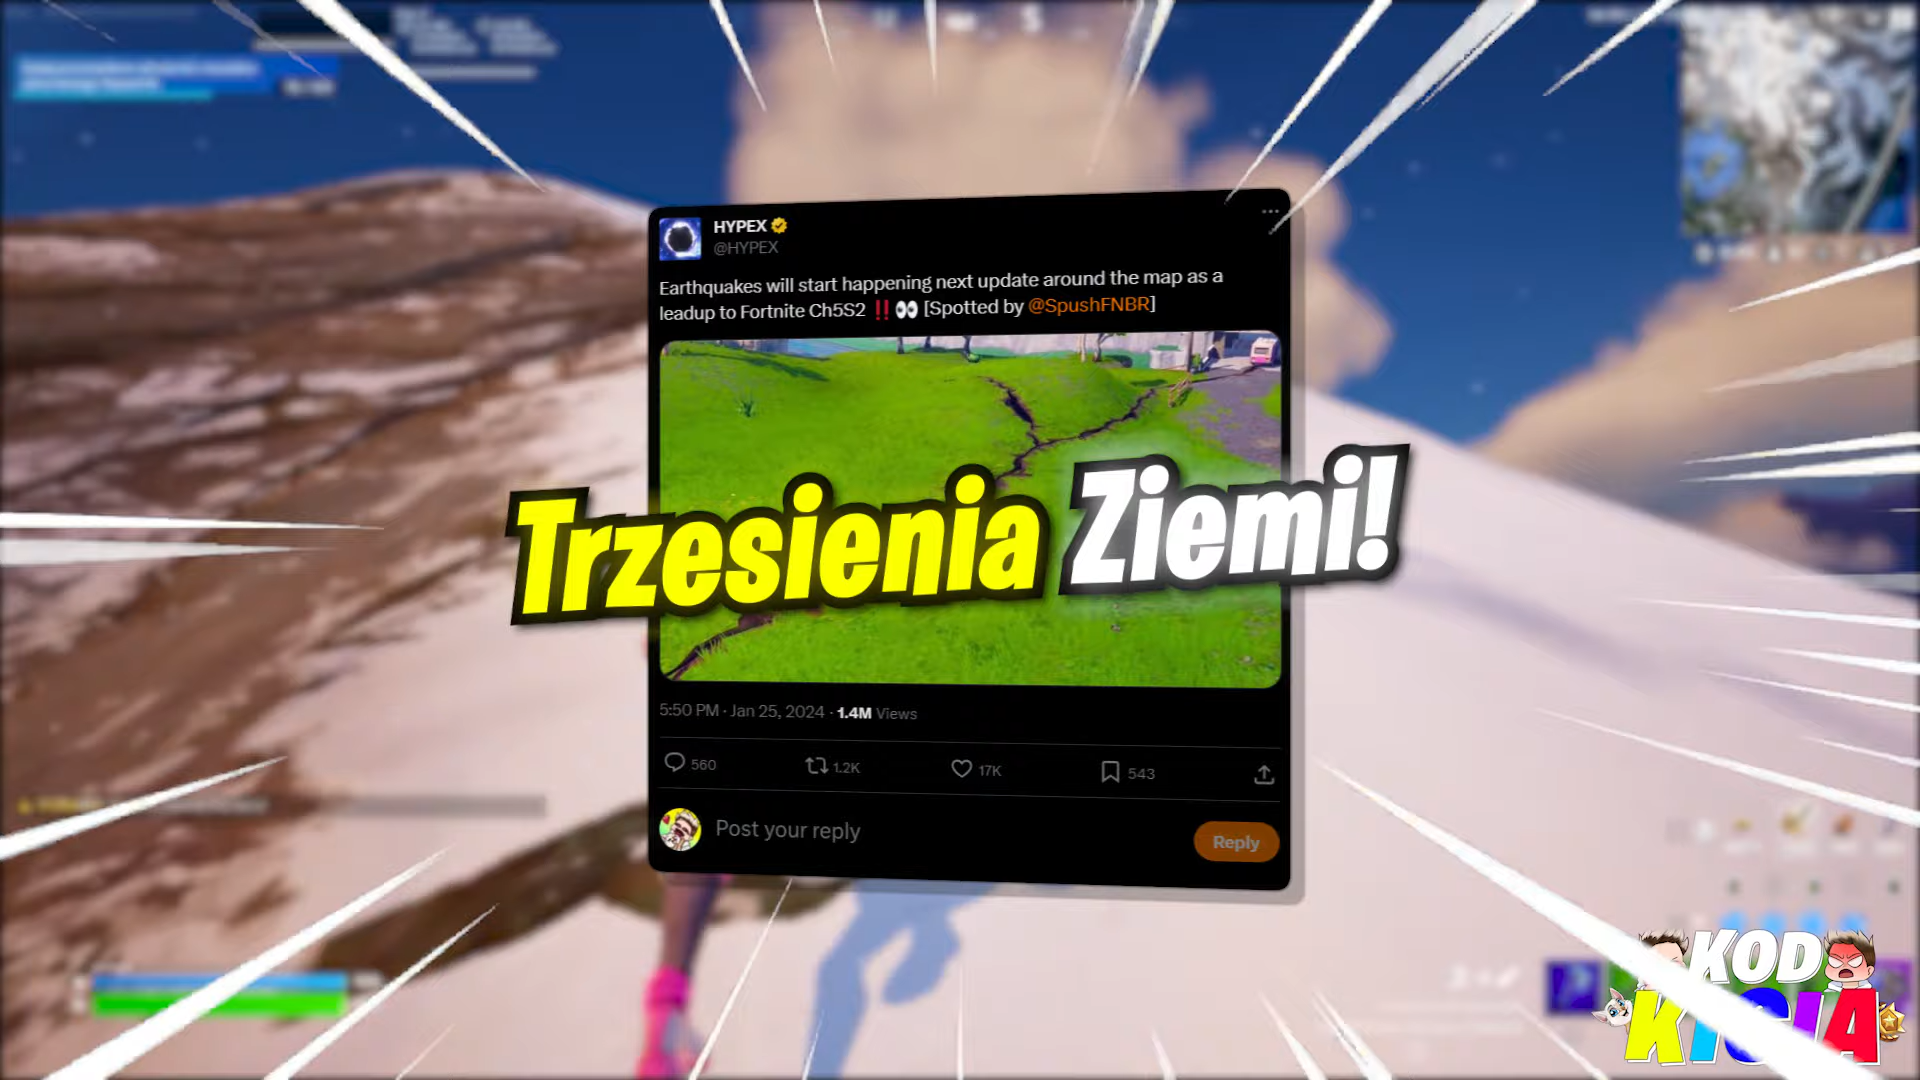 HYPEX
@HYPEX
Earthquakes will start happening next update around the map as a
leadup to Fortnite Ch5S2 ‼️👀 [Spotted by @SpushFNBR]
Trzesienia Ziemi!
5:50 PM · Jan 25, 2024 · 1.4M Views
560 1.2K 17K 543
Post your reply
Reply
KOD
KICIA